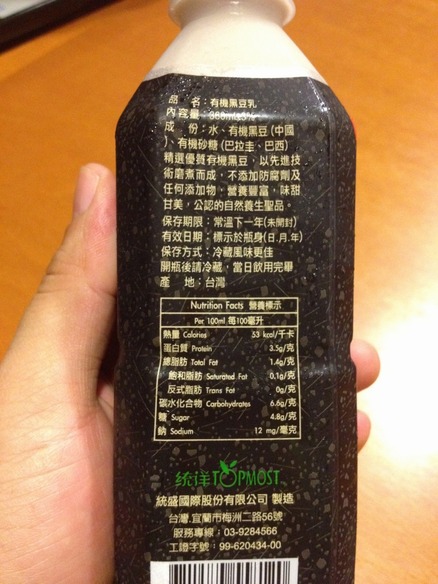 品 名：有機黑豆乳
內容量：368ml±3%
成 份：水、有機黑豆(中國
)、有機砂糖(巴拉圭、巴西)
精選優質有機黑豆，以先進技
術磨煮而成，不添加防腐劑及
任何添加物，營養豐富，味甜
甘美，公認的自然養生聖品。
保存期限：常溫下一年(未開封)
有效日期：標示於瓶身(日.月.年)
保存方式：冷藏風味更佳
開瓶後請冷藏，當日飲用完畢
產 地：台灣
Nutrition Facts 營養標示
Per 100ml 每100毫升
熱量 Calories 53 kcal/千卡
蛋白質 Protein 3.5g/克
總脂肪 Total Fat 1.4g/克
飽和脂肪 Saturated Fat 0.1g/克
反式脂肪 Trans Fat 0g/克
碳水化合物 Carbohydrates 6.6g/克
糖 Sugar 4.8g/克
鈉 Sodium 12 mg/毫克
統洋TOPMOST
統盛國際股份有限公司 製造
台灣.宜蘭市梅洲二路56號
服務專線：03-9284566
工證字號：99-620434-00